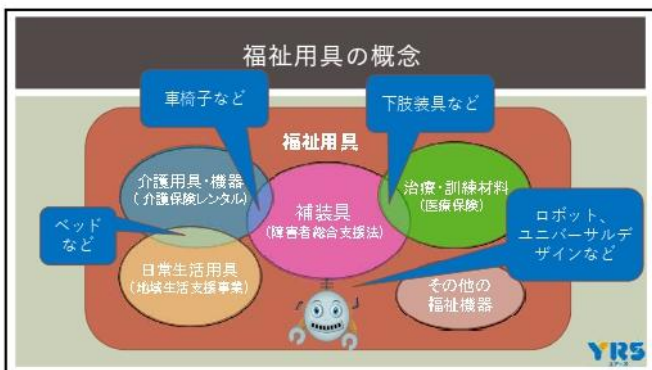 福祉用具の概念
車椅子など
下肢装具など
福祉用具
介護用具・機器
(介護保険レンタル)
補装具
(障害者総合支援法)
治療・訓練材料
(医療保険)
ベッド
など
ロボット、
ユニバーサルデ
ザインなど
日常生活用具
(地域生活支援事業)
その他の
福祉機器
YRS